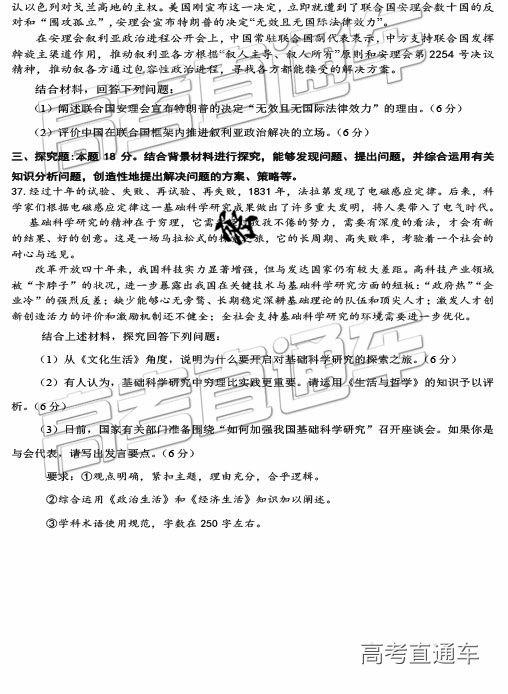 认以色列对戈兰高地的主权。美国刚宣布这一决定，立即就遭到了联合国安理会数十国的反
对和“围攻孤立”，安理会宣布特朗普的决定“无效且无国际法律效力”。
在安理会叙利亚政治进程公开会上，中国常驻联合国副代表表示，中方支持联合国发挥
斡旋主渠道作用，推动叙利亚各方根据“叙人主导、叙人所有”原则和安理会第 2254 号决议
精神，推动叙各方通过包容性政治进程，寻找各方都能接受的解决方案。
结合材料，回答下列问题：
（1）阐述联合国安理会宣布特朗普的决定“无效且无国际法律效力”的理由。（6 分）
（2）评价中国在联合国框架内推进叙利亚政治解决的立场。（6 分）
三、探究题：本题 18 分。结合背景材料进行探究，能够发现问题、提出问题，并综合运用有关
知识分析问题，创造性地提出解决问题的方案、策略等。
37.经过十年的试验、失败、再试验、再失败，1831 年，法拉第发现了电磁感应定律。后来，科
学家们根据电磁感应定律这一基础科学研究成果做出了许多重大发明，将人类带入了电气时代。
基础科学研究的精神在于穷理，它需 孜孜不倦的努力，需要有深度的看法，才会有新
的结果、好的创意。这是一场马拉松式的 旅，它的长周期、高失败率，考验着一个社会的
耐心与远见。
改革开放四十年来，我国科技实力显著增强，但与发达国家仍有较大差距。高科技产业领域
被“卡脖子”的状况，进一步暴露出我国在关键技术与基础科学研究方面的短板：“政府热”“企
业冷”的强烈反差；缺少能够心无旁骛、长期稳定深耕基础理论的队伍和顶尖人才；激发人才创
新创造活力的评价和激励机制还不健全；全社会支持基础科学研究的环境需要进一步优化。
结合上述材料，探究回答下列问题：
（1）从《文化生活》角度，说明为什么要开启对基础科学研究的探索之旅。（6 分）
（2）有人认为，基础科学研究中穷理比实践更重要。请运用《生活与哲学》的知识予以评
析。（6 分）
（3）日前，国家有关部门准备围绕“如何加强我国基础科学研究”召开座谈会。如果你是
与会代表，请写出发言要点。（6 分）
要求：①观点明确，紧扣主题，理由充分，合乎逻辑。
②综合运用《政治生活》和《经济生活》知识加以阐述。
③学科术语使用规范，字数在 250 字左右。
高考直通车
高考直通车
高考直通车
高考直通车